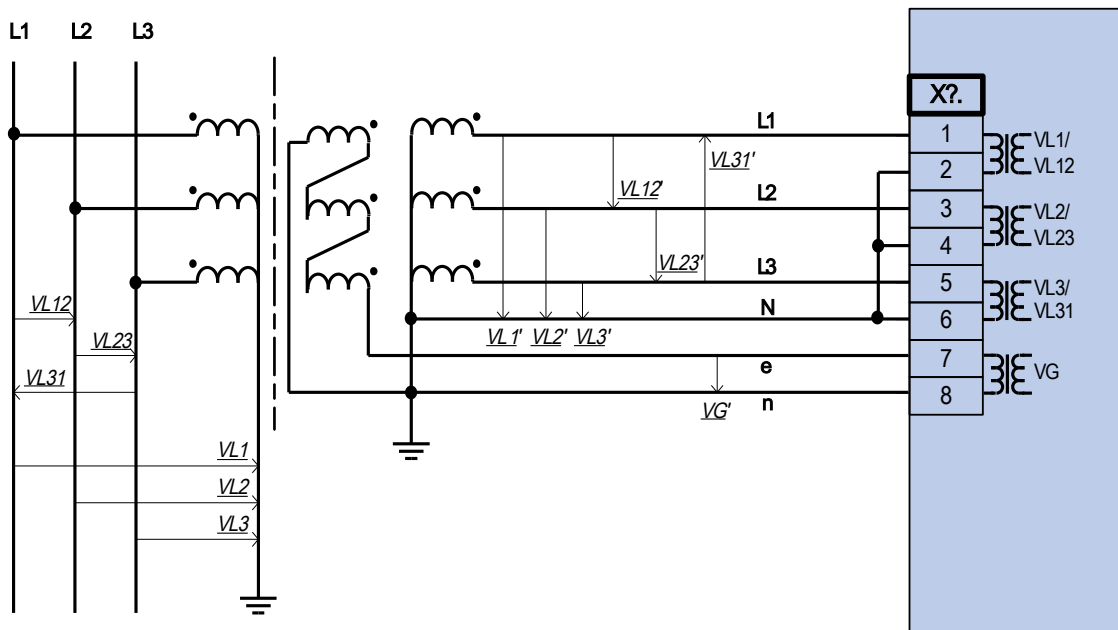 L1 L2 L3
X?.
L1
1
VL1/
VL31'
2
VL12
VL12'
L2
3
VL2/
4
VL23
VL23'
L3
5
VL3/
VL12
N
6
VL31
VL1' VL2' VL3'
VL23
7
e
VG
VL31
8
n
VG'
VL1
VL2
VL3